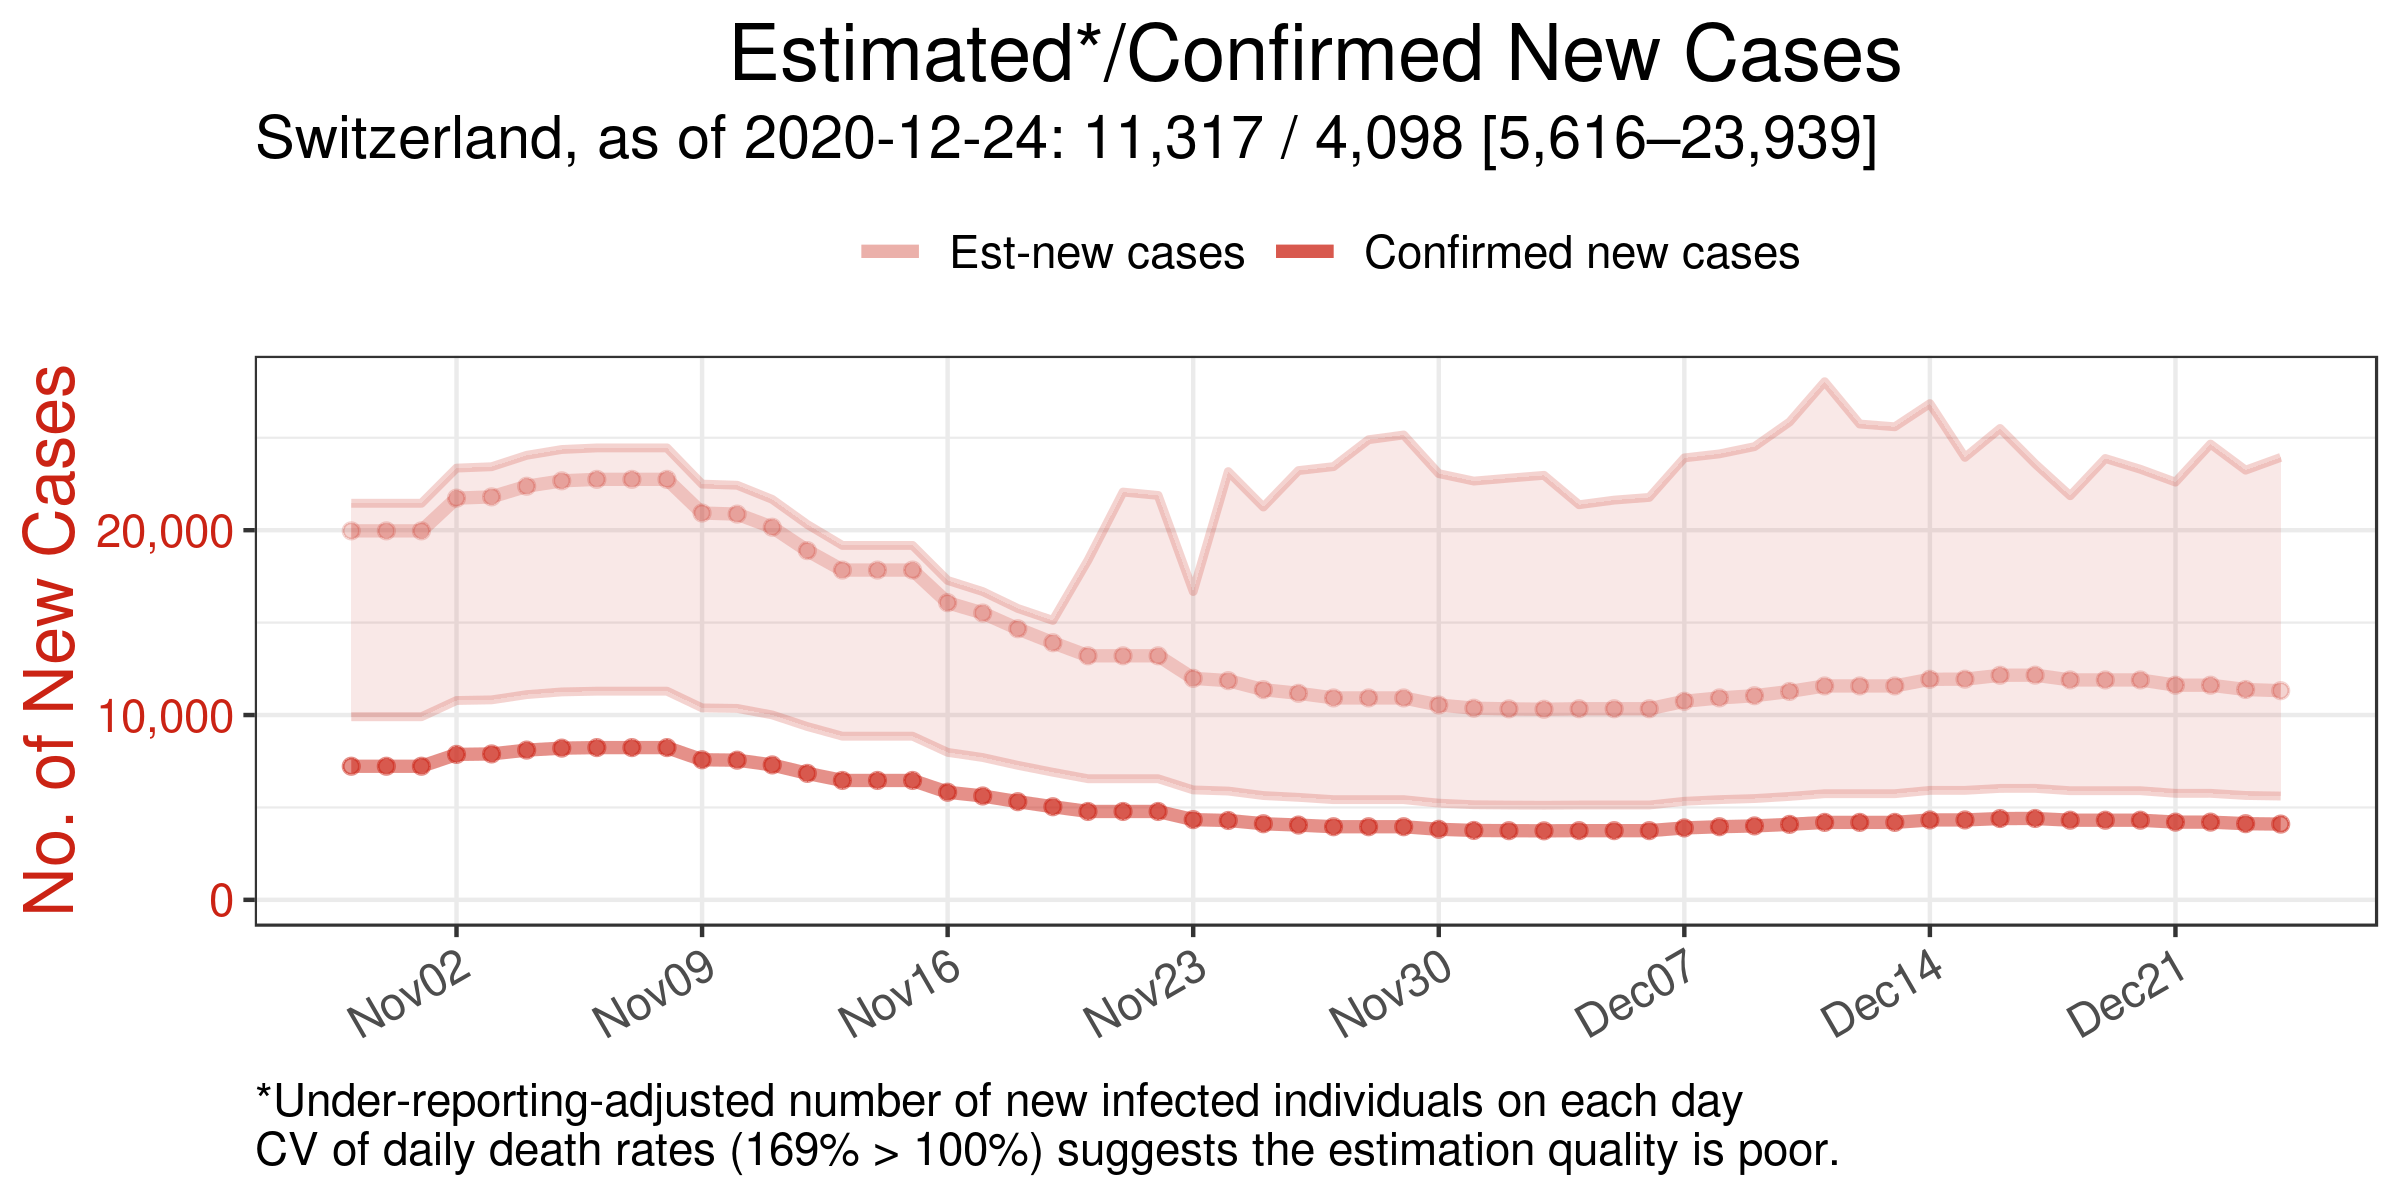 Estimated*/Confirmed New Cases
Switzerland, as of 2020-12-24: 11,317 / 4,098 [5,616–23,939]
Est-new cases
Confirmed new cases
No. of New Cases
20,000
10,000
0
Nov02
Nov09
Nov16
Nov23
Nov30
Dec07
Dec14
Dec21
*Under-reporting-adjusted number of new infected individuals on each day
CV of daily death rates (169% > 100%) suggests the estimation quality is poor.